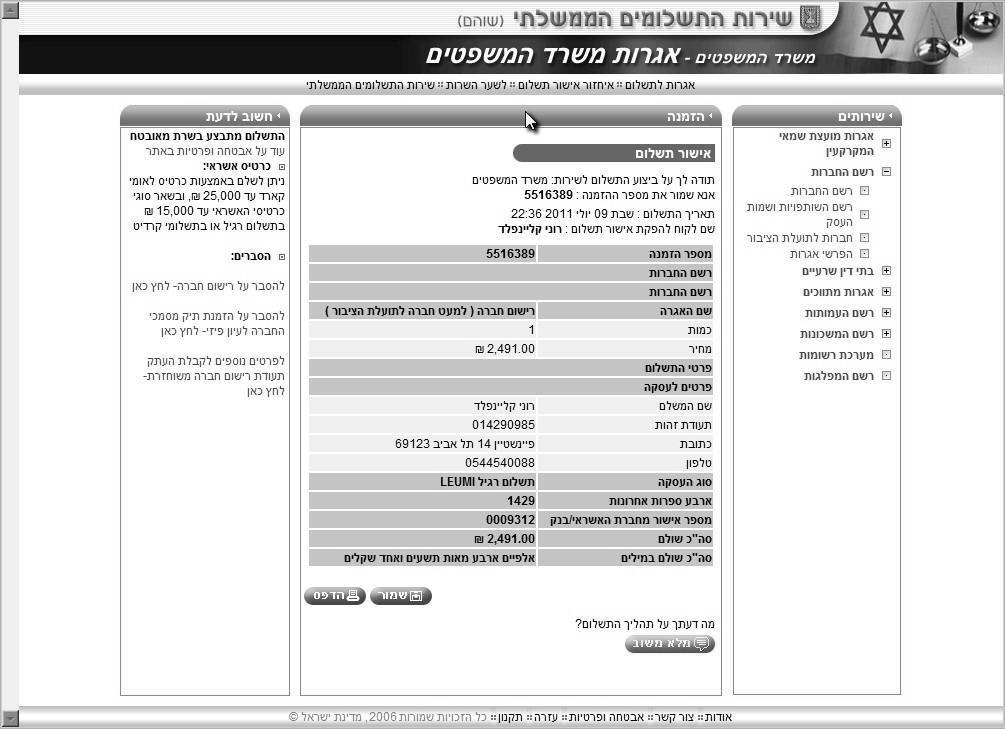 שירות התשלומים הממשלתי (שוהם)
משרד המשפטים - אגרות משרד המשפטים
אגרות לתשלום :: איחזור אישור תשלום :: לשער השרות :: שירות התשלומים הממשלתי
שירותים
אגרות מועצת שמאי
המקרקעין
רשם החברות
רשם החברות
רשם השותפויות ושמות
העסק
חברות לתועלת הציבור
הפרשי אגרות
בתי דין שרעיים
אגרות מתווכים
רשם העמותות
רשם המשכונות
מערכת רשומות
רשם המפלגות
הזמנה
אישור תשלום
תודה לך על ביצוע התשלום לשירות: משרד המשפטים
אנא שמור את מספר ההזמנה : 5516389
תאריך התשלום : שבת 09 יולי 2011 22:36
שם לקוח להפקת אישור תשלום : רוני קליינפלד
מספר הזמנה 5516389
רשם החברות
רשם החברות
שם האגרה רישום חברה ( למעט חברה לתועלת הציבור )
כמות 1
מחיר 2,491.00 ₪
פרטי התשלום
פרטים לעסקה
שם המשלם רוני קליינפלד
תעודת זהות 014290985
כתובת פיינשטיין 14 תל אביב 69123
טלפון 0544540088
סוג העסקה תשלום רגיל LEUMI
ארבע ספרות אחרונות 1429
מספר אישור מחברת האשראי/בנק 0009312
סה"כ שולם 2,491.00 ₪
סה"כ שולם במילים אלפיים ארבע מאות תשעים ואחד שקלים
שמור הדפס
מה דעתך על תהליך התשלום?
מלא משוב
חשוב לדעת
התשלום מתבצע בשרת מאובטח
עוד על אבטחה ופרטיות באתר
כרטיס אשראי:
ניתן לשלם באמצעות כרטיס לאומי
קארד עד 25,000 ₪, ובשאר סוגי
כרטיסי האשראי עד 15,000 ₪
בתשלום רגיל או בתשלומי קרדיט
הסברים:
להסבר על רישום חברה- לחץ כאן
להסבר על הזמנת תיק מסמכי
החברה לעיון פיזי- לחץ כאן
לפרטים נוספים לקבלת העתק
תעודת רישום חברה משוחזרת-
לחץ כאן
אודות :: צור קשר :: אבטחה ופרטיות :: עזרה :: תקנון :: כל הזכויות שמורות 2006, מדינת ישראל ©